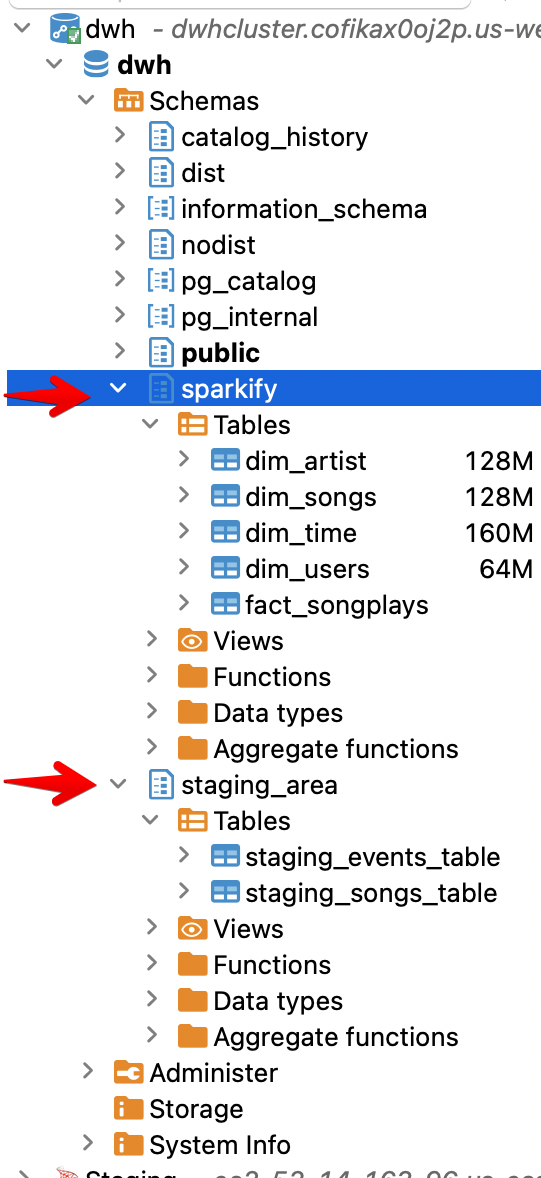 dwh - dwhcluster.cofikax0oj2p.us-we
dwh
Schemas
catalog_history
dist
information_schema
nodist
pg_catalog
pg_internal
public
sparkify
Tables
dim_artist 128M
dim_songs 128M
dim_time 160M
dim_users 64M
fact_songplays
Views
Functions
Data types
Aggregate functions
staging_area
Tables
staging_events_table
staging_songs_table
Views
Functions
Data types
Aggregate functions
Administer
Storage
System Info
Staging